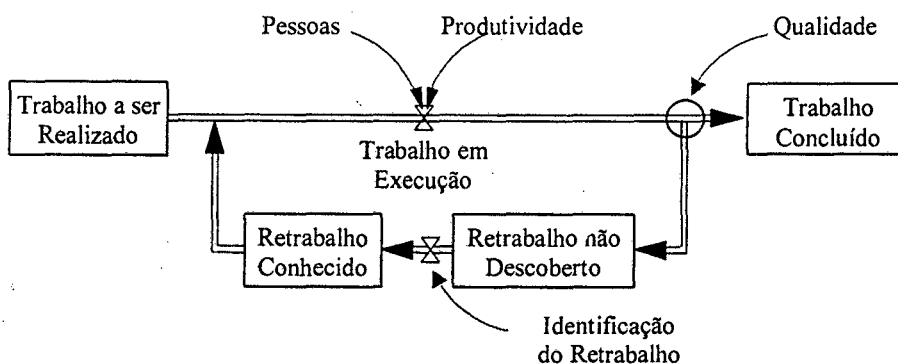 Pessoas
Produtividade
Qualidade
Trabalho a ser
Realizado
Trabalho em
Execução
Trabalho
Concluído
Retrabalho
Conhecido
Retrabalho não
Descoberto
Identificação
do Retrabalho